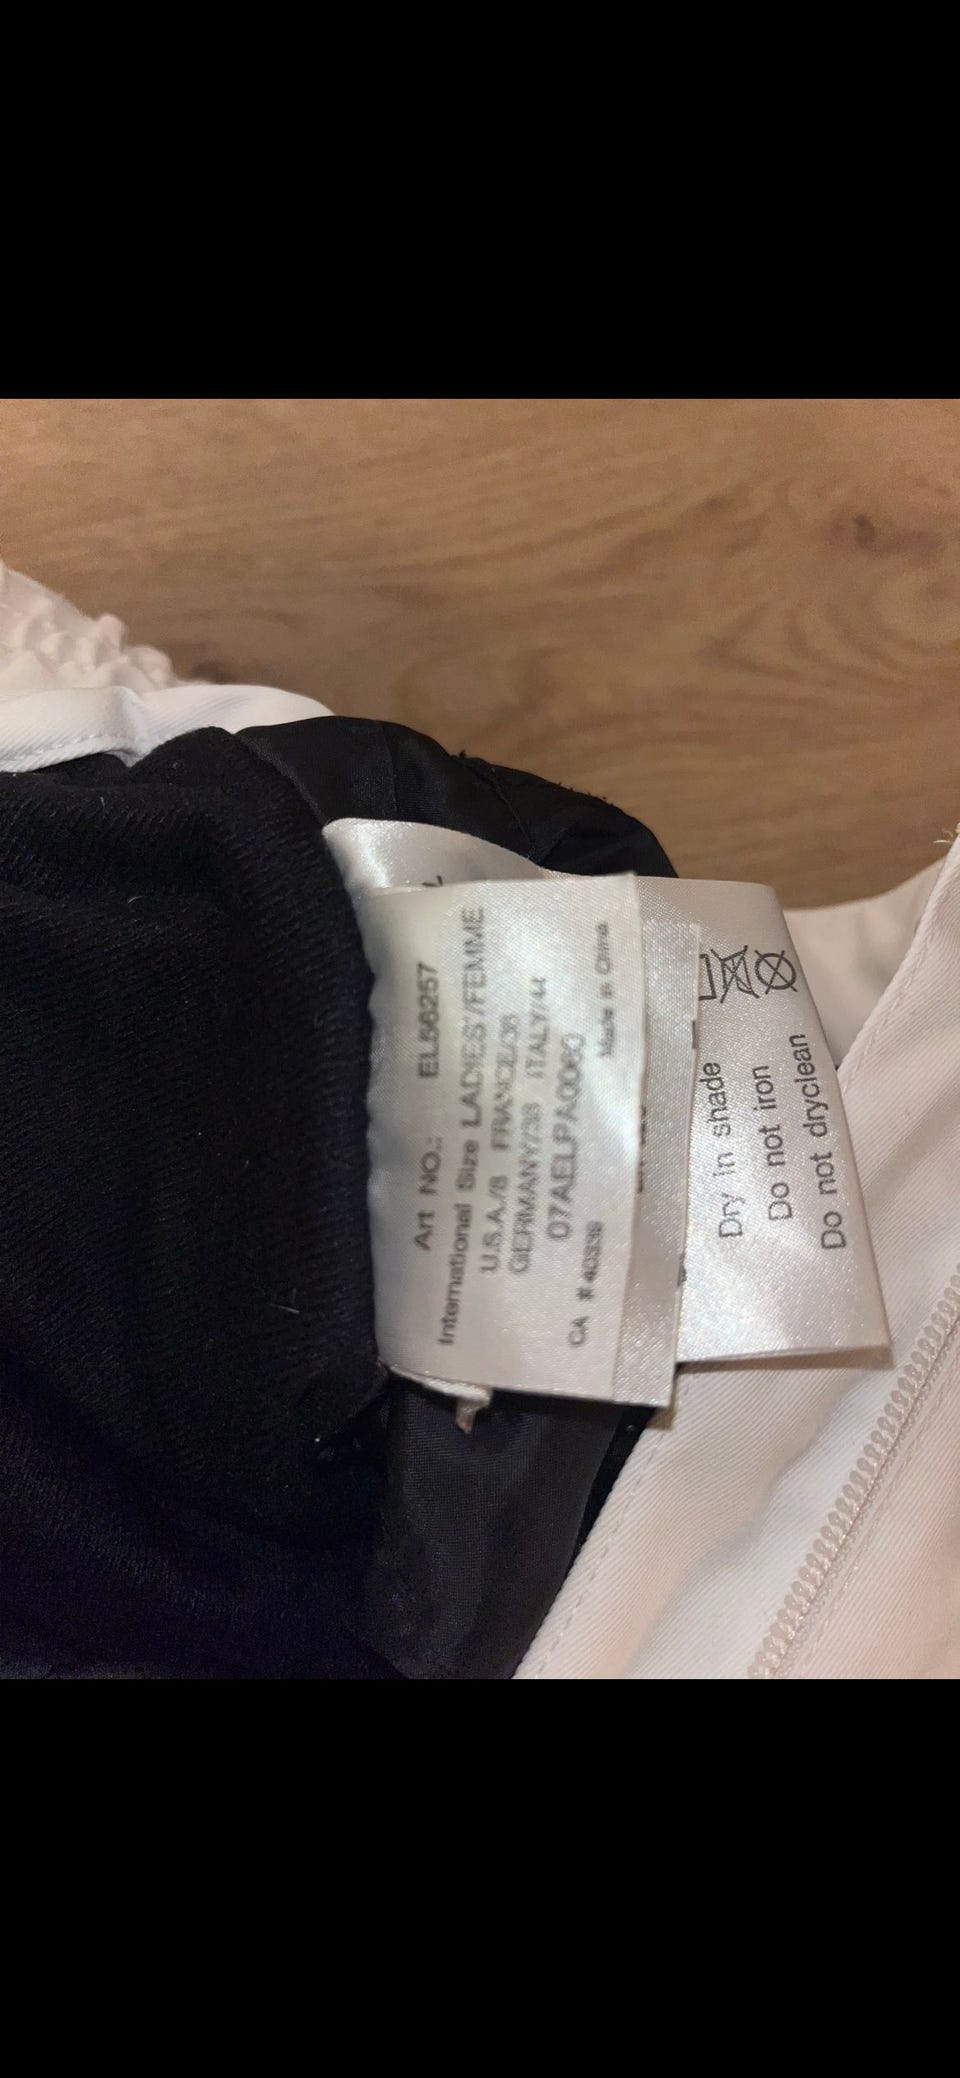 Art NO.: EL56257
International Size LADIES'/FEMME
U.S.A./8 FRANCE/38
GERMANY/38 ITALY/44
07AELPA0060
CA #40338 Made in China
Dry in shade
Do not iron
Do not dryclean